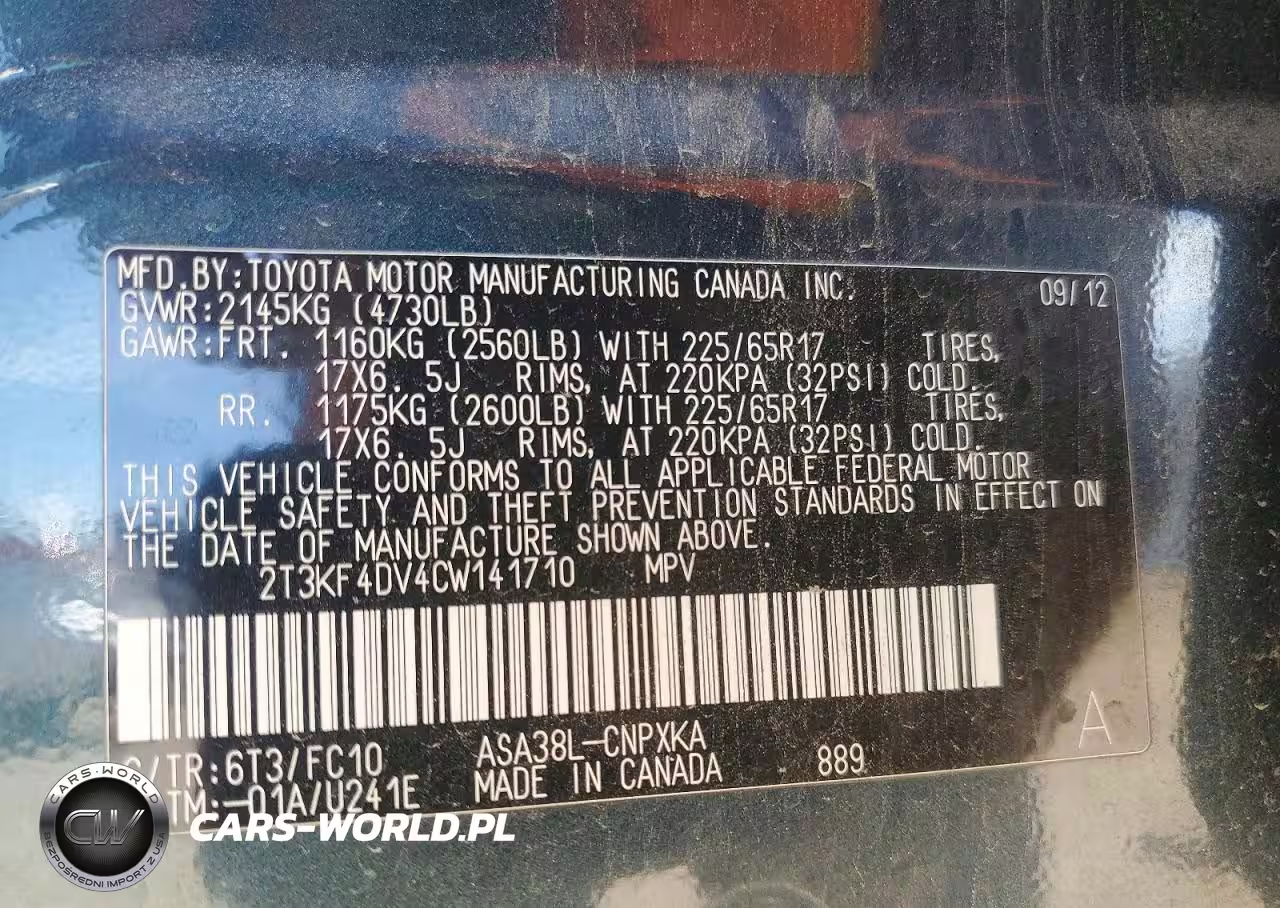 MFD.BY:TOYOTA MOTOR MANUFACTURING CANADA INC. 09/12
GVWR:2145KG (4730LB)
GAWR:FRT. 1160KG (2560LB) WITH 225/65R17 TIRES,
17X6. 5J RIMS, AT 220KPA (32PSI) COLD.
RR. 1175KG (2600LB) WITH 225/65R17 TIRES,
17X6. 5J RIMS, AT 220KPA (32PSI) COLD.
THIS VEHICLE CONFORMS TO ALL APPLICABLE FEDERAL MOTOR
VEHICLE SAFETY AND THEFT PREVENTION STANDARDS IN EFFECT ON
THE DATE OF MANUFACTURE SHOWN ABOVE.
2T3KF4DV4CW141710 MPV
/TR:6T3/FC10 ASA38L-CNPXKA 889 A
TM:-01A/U241E MADE IN CANADA
CARS-WORLD
CW
BEZPOŚREDNI IMPORT Z USA
CARS-WORLD.PL